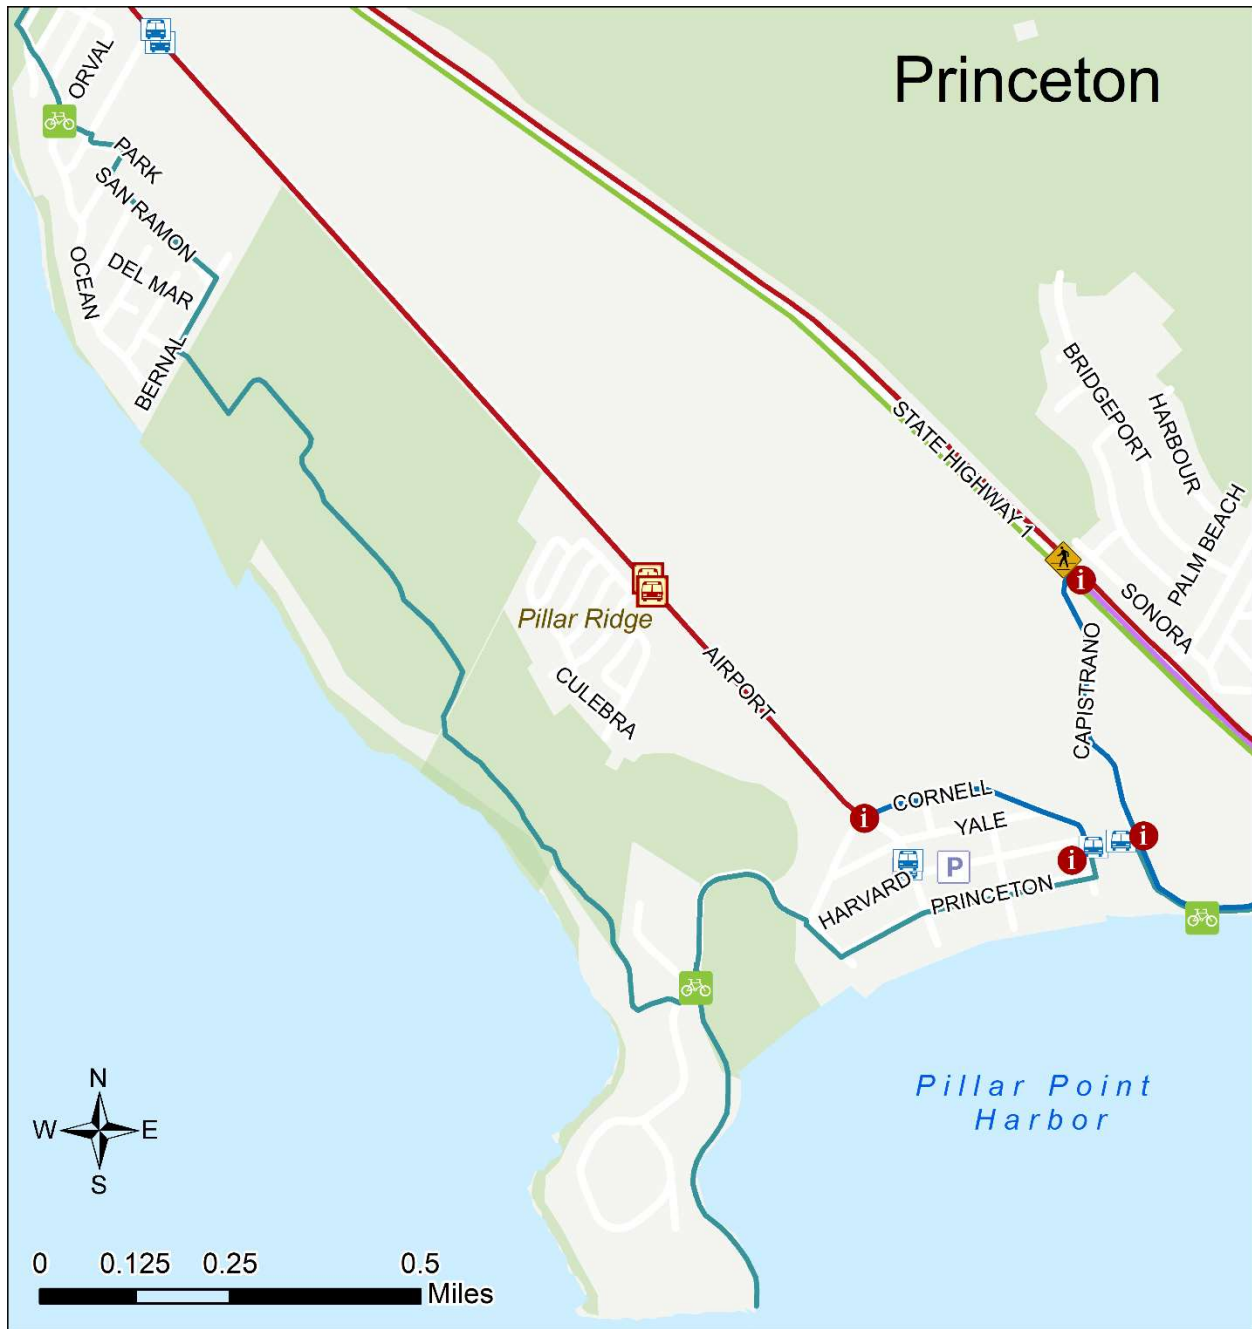 Princeton
ORVAL
PARK
SAN RAMON
OCEAN
DEL MAR
BERNAL
BRIDGEPORT
HARBOUR
STATE HIGHWAY 1
PALM BEACH
SONORA
Pillar Ridge
CULEBRA
AIRPORT
CAPISTRANO
i
CORNELL
i
YALE
i
i
P
HARVARD
PRINCETON
Pillar Point
Harbor
N
W E
S
0 0.125 0.25 0.5
Miles